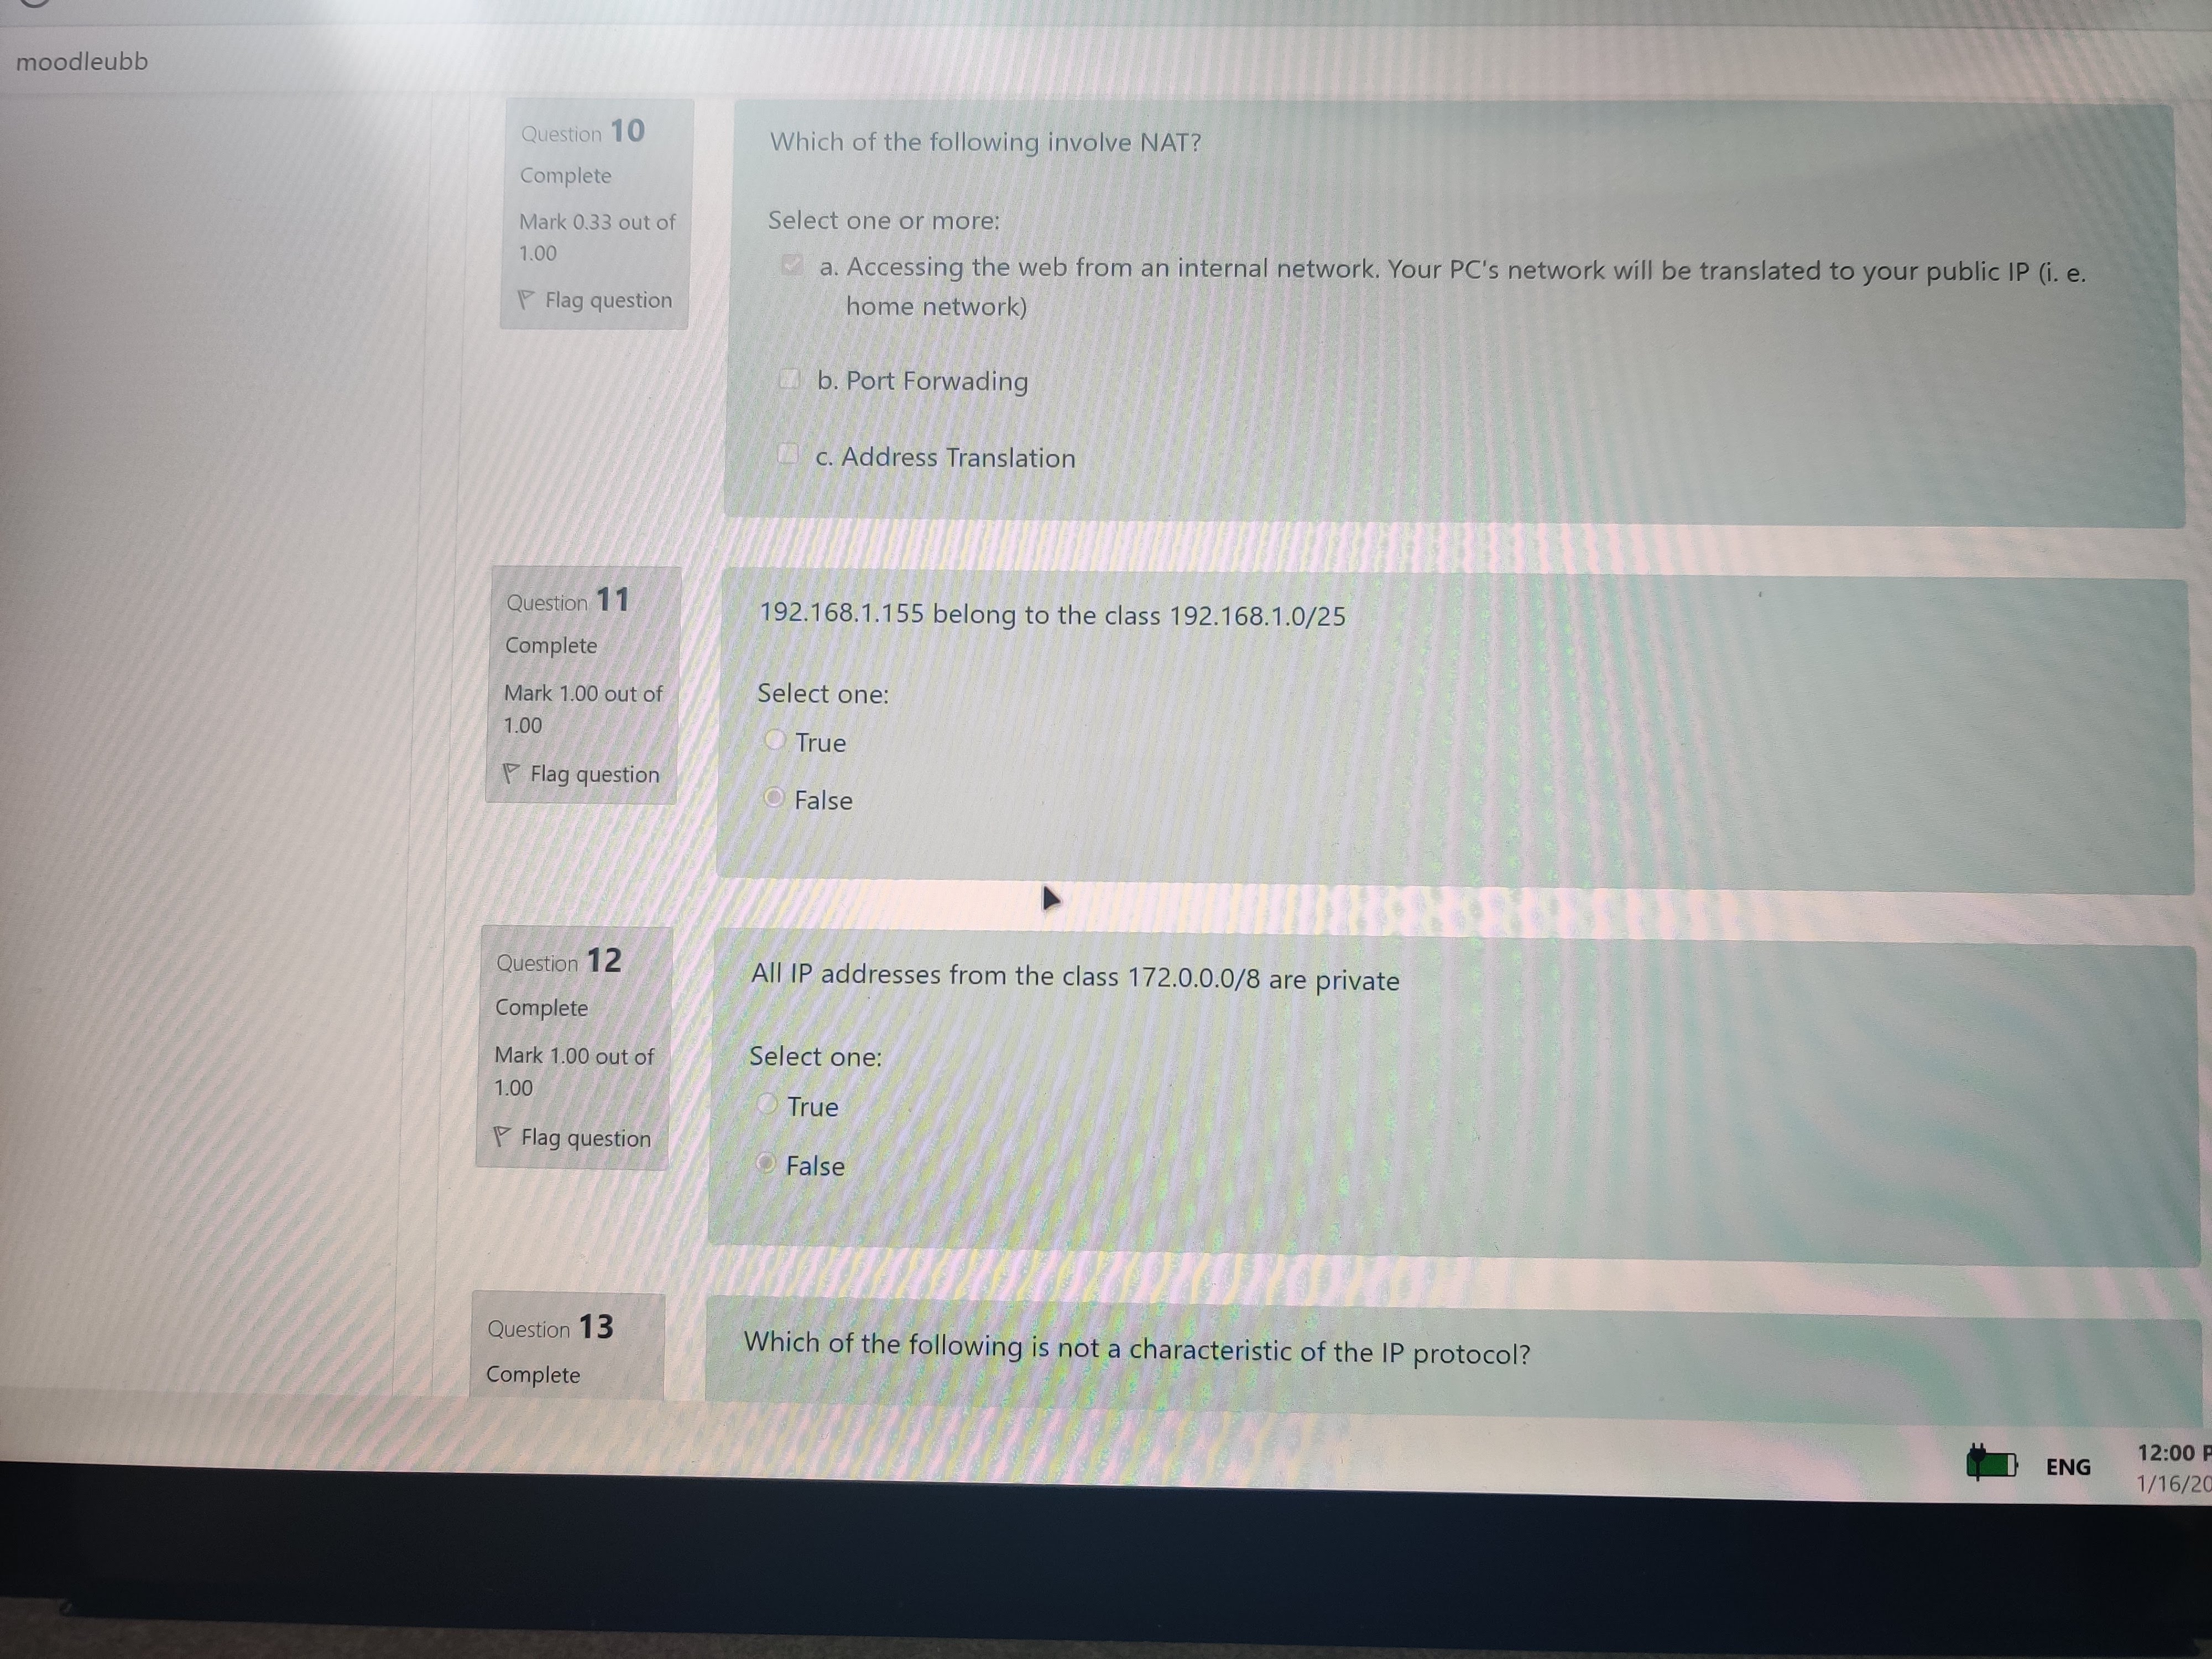 moodleubb
Question 10
Complete
Mark 0.33 out of
1.00
Flag question
Which of the following involve NAT?
Select one or more:
a. Accessing the web from an internal network. Your PC's network will be translated to your public IP (i. e.
home network)
b. Port Forwading
c. Address Translation
Question 11
Complete
Mark 1.00 out of
1.00
Flag question
192.168.1.155 belong to the class 192.168.1.0/25
Select one:
True
False
Question 12
Complete
Mark 1.00 out of
1.00
Flag question
All IP addresses from the class 172.0.0.0/8 are private
Select one:
True
False
Question 13
Complete
Which of the following is not a characteristic of the IP protocol?
ENG
12:00 P
1/16/20